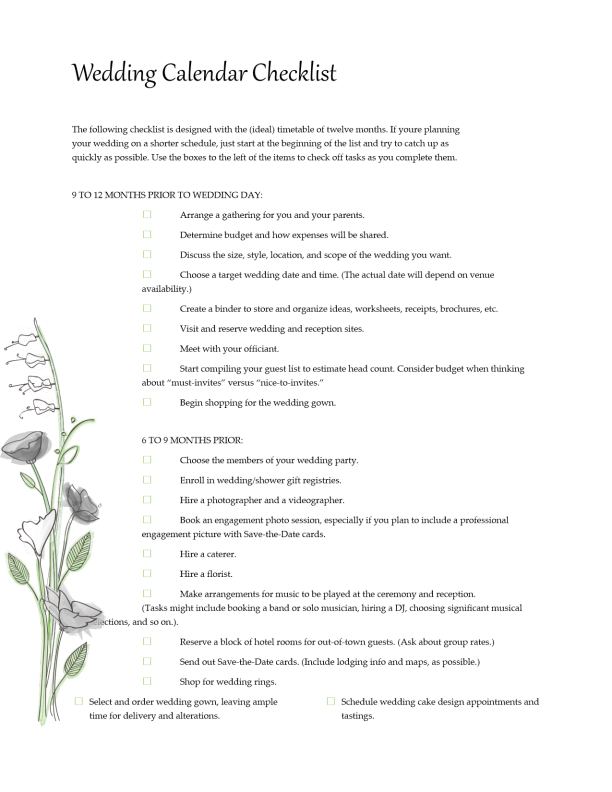 Wedding Calendar Checklist
The following checklist is designed with the (ideal) timetable of twelve months. If youre planning
your wedding on a shorter schedule, just start at the beginning of the list and try to catch up as
quickly as possible. Use the boxes to the left of the items to check off tasks as you complete them.
9 TO 12 MONTHS PRIOR TO WEDDING DAY:
☐ Arrange a gathering for you and your parents.
☐ Determine budget and how expenses will be shared.
☐ Discuss the size, style, location, and scope of the wedding you want.
☐ Choose a target wedding date and time. (The actual date will depend on venue
availability.)
☐ Create a binder to store and organize ideas, worksheets, receipts, brochures, etc.
☐ Visit and reserve wedding and reception sites.
☐ Meet with your officiant.
☐ Start compiling your guest list to estimate head count. Consider budget when thinking
about “must-invites” versus “nice-to-invites.”
☐ Begin shopping for the wedding gown.
6 TO 9 MONTHS PRIOR:
☐ Choose the members of your wedding party.
☐ Enroll in wedding/shower gift registries.
☐ Hire a photographer and a videographer.
☐ Book an engagement photo session, especially if you plan to include a professional
engagement picture with Save-the-Date cards.
☐ Hire a caterer.
☐ Hire a florist.
☐ Make arrangements for music to be played at the ceremony and reception.
(Tasks might include booking a band or solo musician, hiring a DJ, choosing significant musical
and so on.).
☐ Reserve a block of hotel rooms for out-of-town guests. (Ask about group rates.)
☐ Send out Save-the-Date cards. (Include lodging info and maps, as possible.)
☐ Shop for wedding rings.
☐ Select and order wedding gown, leaving ample
time for delivery and alterations.
☐ Schedule wedding cake design appointments and
tastings.